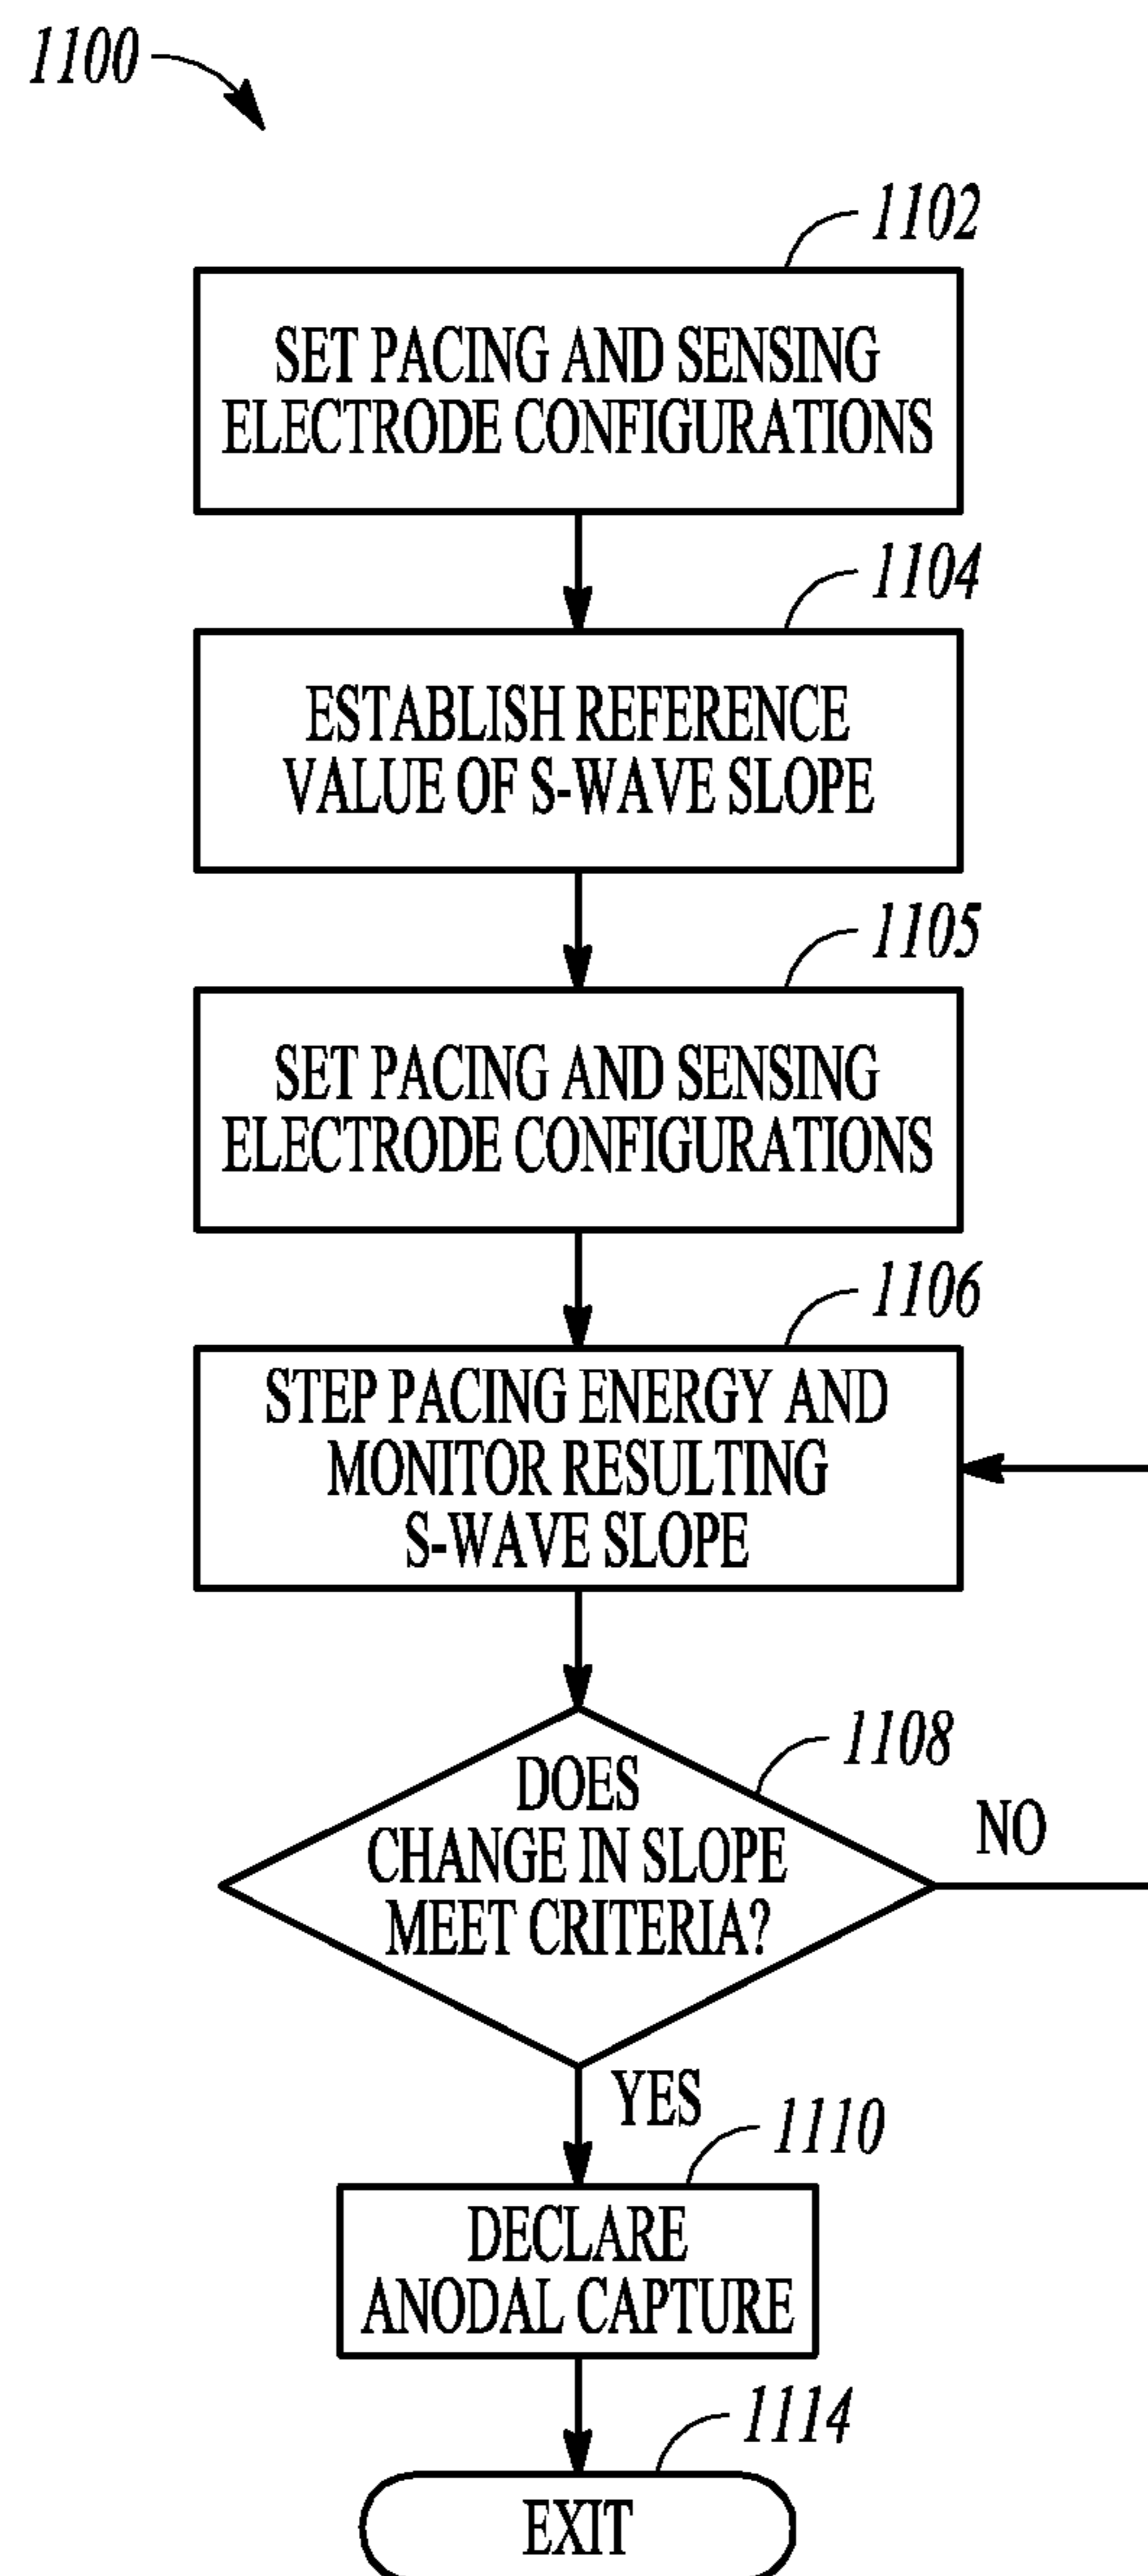 1100
1102
SET PACING AND SENSING
ELECTRODE CONFIGURATIONS
1104
ESTABLISH REFERENCE
VALUE OF S-WAVE SLOPE
1105
SET PACING AND SENSING
ELECTRODE CONFIGURATIONS
1106
STEP PACING ENERGY AND
MONITOR RESULTING
S-WAVE SLOPE
1108
DOES
CHANGE IN SLOPE
MEET CRITERIA?
NO
YES
1110
DECLARE
ANODAL CAPTURE
1114
EXIT